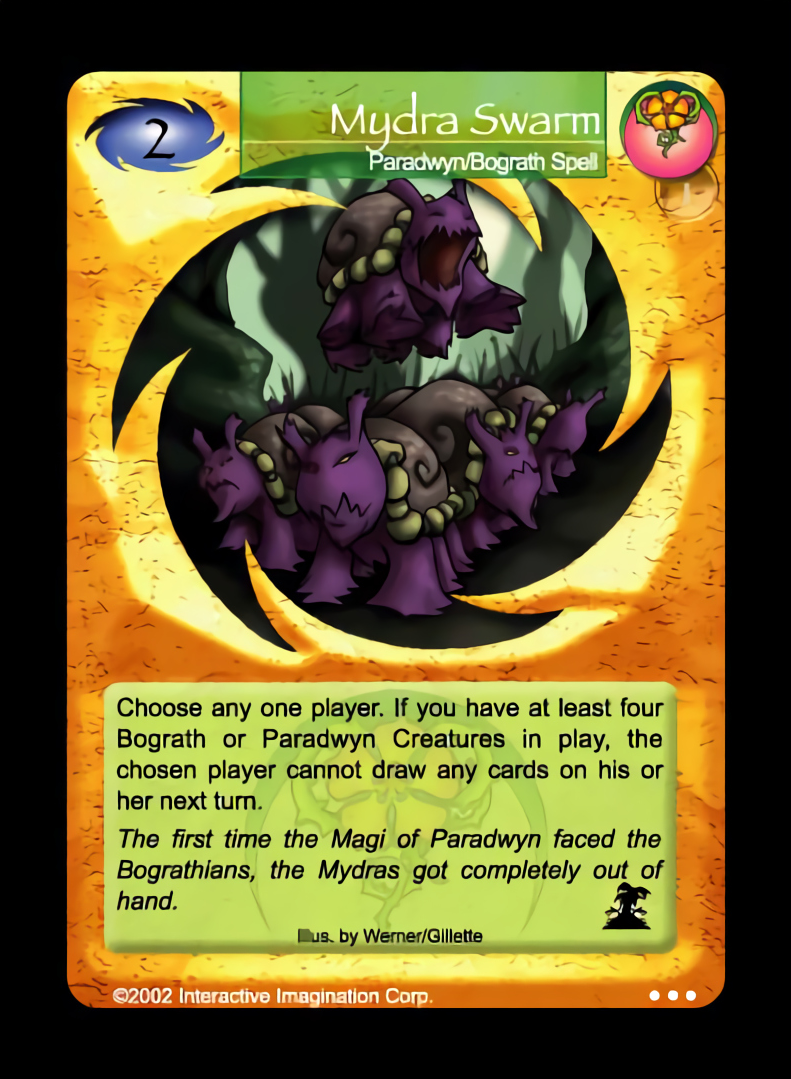 2
Mydra Swarm
Paradwyn/Bograth Spell
Choose any one player. If you have at least four
Bograth or Paradwyn Creatures in play, the
chosen player cannot draw any cards on his or
her next turn.
The first time the Magi of Paradwyn faced the
Bograthians, the Mydras got completely out of
hand.
Illus. by Werner/Gillette
©2002 Interactive Imagination Corp.